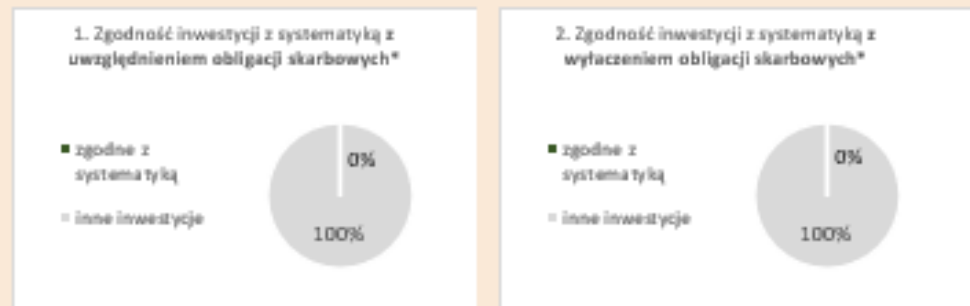 1. Zgodność inwestycji z systematyką z
uwzględnieniem obligacji skarbowych*
zgodne z
systematyką
inne inwestycje
0%
100%
2. Zgodność inwestycji z systematyką z
wyłaczeniem obligacji skarbowych*
zgodne z
systematyką
inne inwestycje
0%
100%